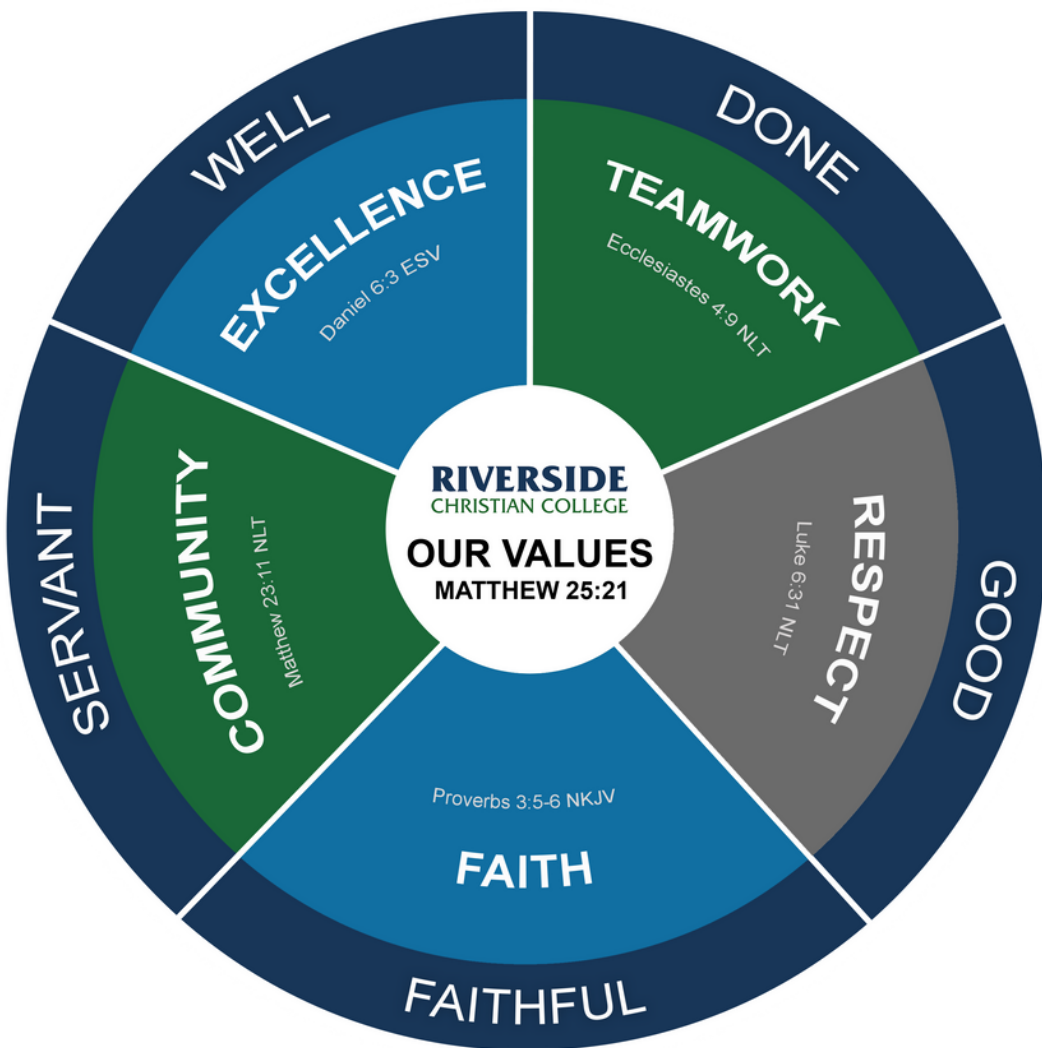 WELL
DONE
GOOD
FAITHFUL
SERVANT
EXCELLENCE
Daniel 6:3 ESV
TEAMWORK
Ecclesiastes 4:9 NLT
RESPECT
Luke 6:31 NLT
FAITH
Proverbs 3:5-6 NKJV
COMMUNITY
Matthew 23:11 NLT
RIVERSIDE
CHRISTIAN COLLEGE
OUR VALUES
MATTHEW 25:21